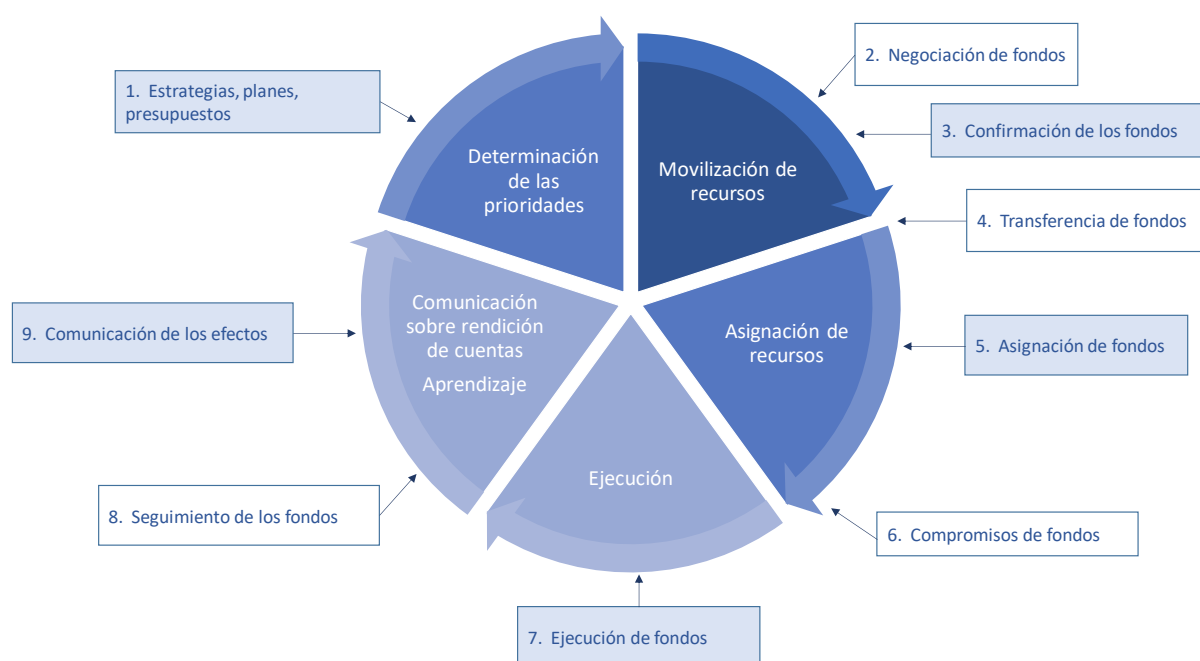 1. Estrategias, planes,
presupuestos
2. Negociación de fondos
3. Confirmación de los fondos
4. Transferencia de fondos
5. Asignación de fondos
6. Compromisos de fondos
7. Ejecución de fondos
8. Seguimiento de los fondos
9. Comunicación de los efectos
Determinación
de las
prioridades
Movilización de
recursos
Asignación de
recursos
Ejecución
Comunicación
sobre rendición
de cuentas
Aprendizaje